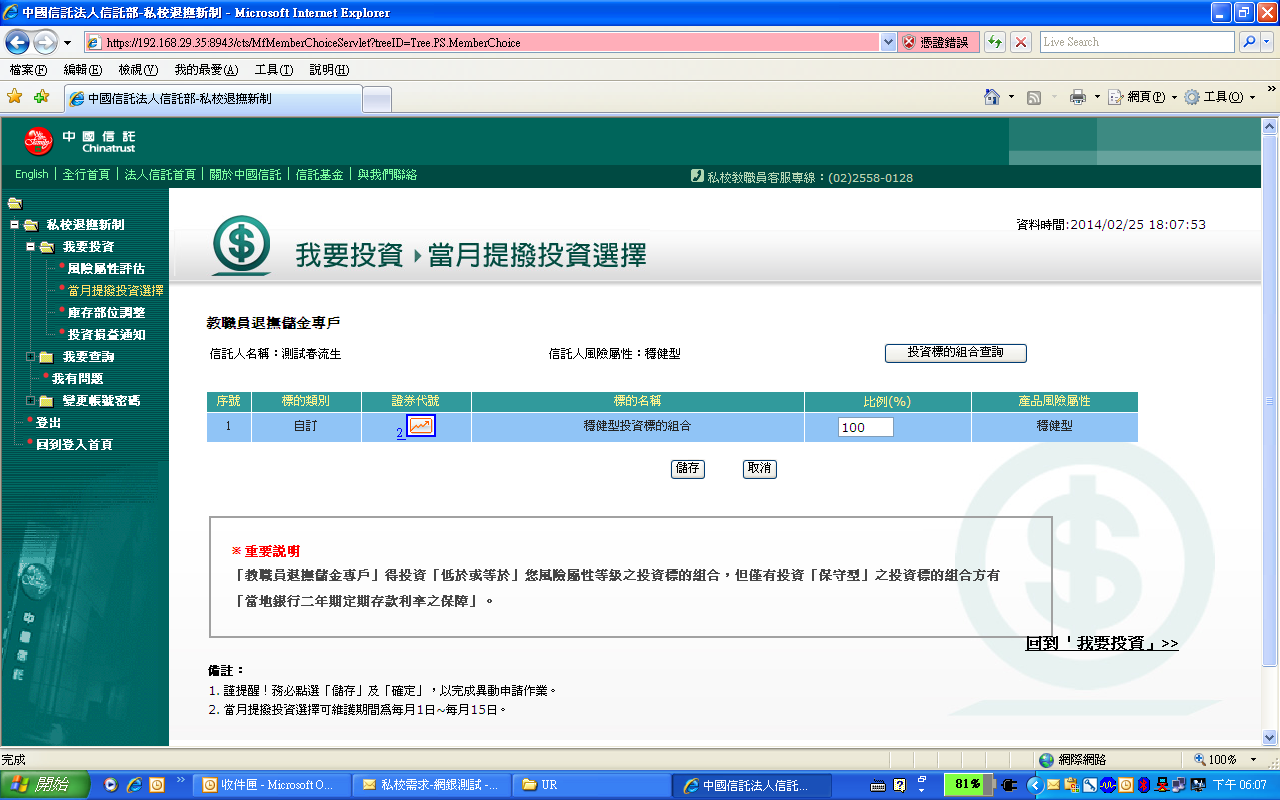 中國信託法人信託部-私校退撫新制 - Microsoft Internet Explorer
https://192.168.29.35:8943/cts/MfMemberChoiceServlet?treeID=Tree.PS.MemberChoice
憑證錯誤
Live Search
檔案(F) 編輯(E) 檢視(V) 我的最愛(A) 工具(T) 說明(H)
中國信託法人信託部-私校退撫新制
網頁(P) 工具(O)
中國信託
Chinatrust
English 全行首頁 法人信託首頁 關於中國信託 信託基金 與我們聯絡
私校教職員客服專線:(02)2558-0128
私校退撫新制
我要投資
風險屬性評估
當月提撥投資選擇
庫存部位調整
投資損益通知
我要查詢
我有問題
變更帳號密碼
登出
回到登入首頁
資料時間:2014/02/25 18:07:53
我要投資 當月提撥投資選擇
教職員退撫儲金專戶
信託人名稱:測試春流生 信託人風險屬性:穩健型 投資標的組合查詢
序號 標的類別 證券代號 標的名稱 比例(%) 產品風險屬性
1 自訂 2 穩健型投資標的組合 100 穩健型
儲存 取消
※重要説明
「教職員退撫儲金專戶」得投資「低於或等於」您風險屬性等級之投資標的組合,但僅有投資「保守型」之投資標的組合方有
「當地銀行二年期定期存款利率之保障」。
回到「我要投資」>>
備註:
1. 謹提醒!務必點選「儲存」及「確定」,以完成異動申請作業。
2. 當月提撥投資選擇可維護期間為每月1日~每月15日。
中國信託
完成
網際網路
100%
開始
收件匣 - Microsoft O...
私校需求-網銀測試 -...
UR
中國信託法人信託...
81%
下午 06:07